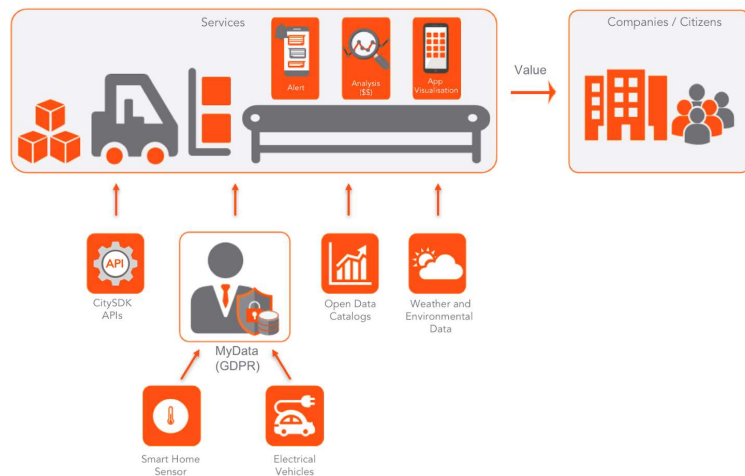 Services
Companies / Citizens
Alert
Analysis
($$)
App
Visualisation
Value
API
CitySDK
APIs
MyData
(GDPR)
Open Data
Catalogs
Weather and
Environmental
Data
Smart Home
Sensor
Electrical
Vehicles